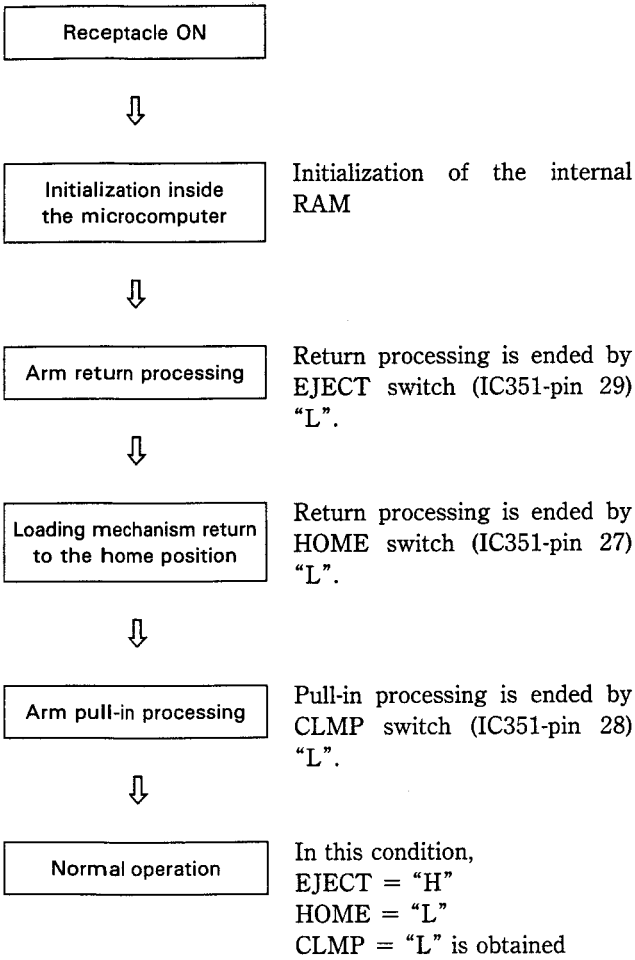 Receptacle ON
⇩
Initialization inside
the microcomputer
Initialization of the internal
RAM
⇩
Arm return processing
Return processing is ended by
EJECT switch (IC351-pin 29)
“L”.
⇩
Loading mechanism return
to the home position
Return processing is ended by
HOME switch (IC351-pin 27)
“L”.
⇩
Arm pull-in processing
Pull-in processing is ended by
CLMP switch (IC351-pin 28)
“L”.
⇩
Normal operation
In this condition,
EJECT = “H”
HOME = “L”
CLMP = “L” is obtained